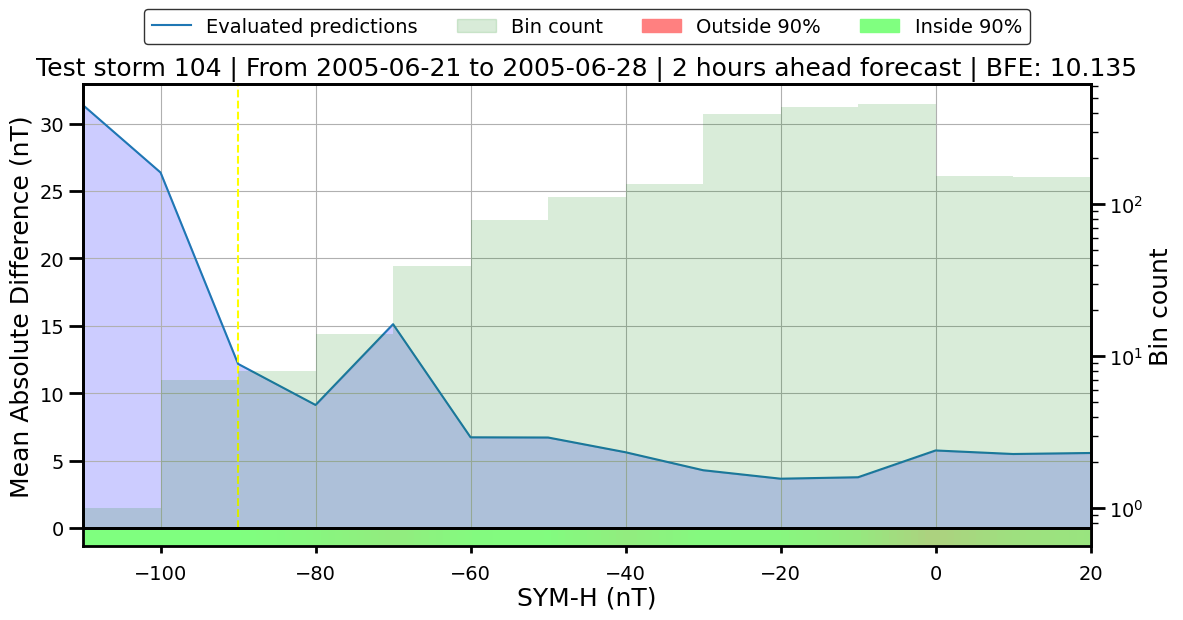 Evaluated predictions Bin count Outside 90% Inside 90%
Test storm 104 | From 2005-06-21 to 2005-06-28 | 2 hours ahead forecast | BFE: 10.135
Mean Absolute Difference (nT)
30
25
20
15
10
5
0
Bin count
10²
10¹
10⁰
−100 −80 −60 −40 −20 0 20
SYM-H (nT)